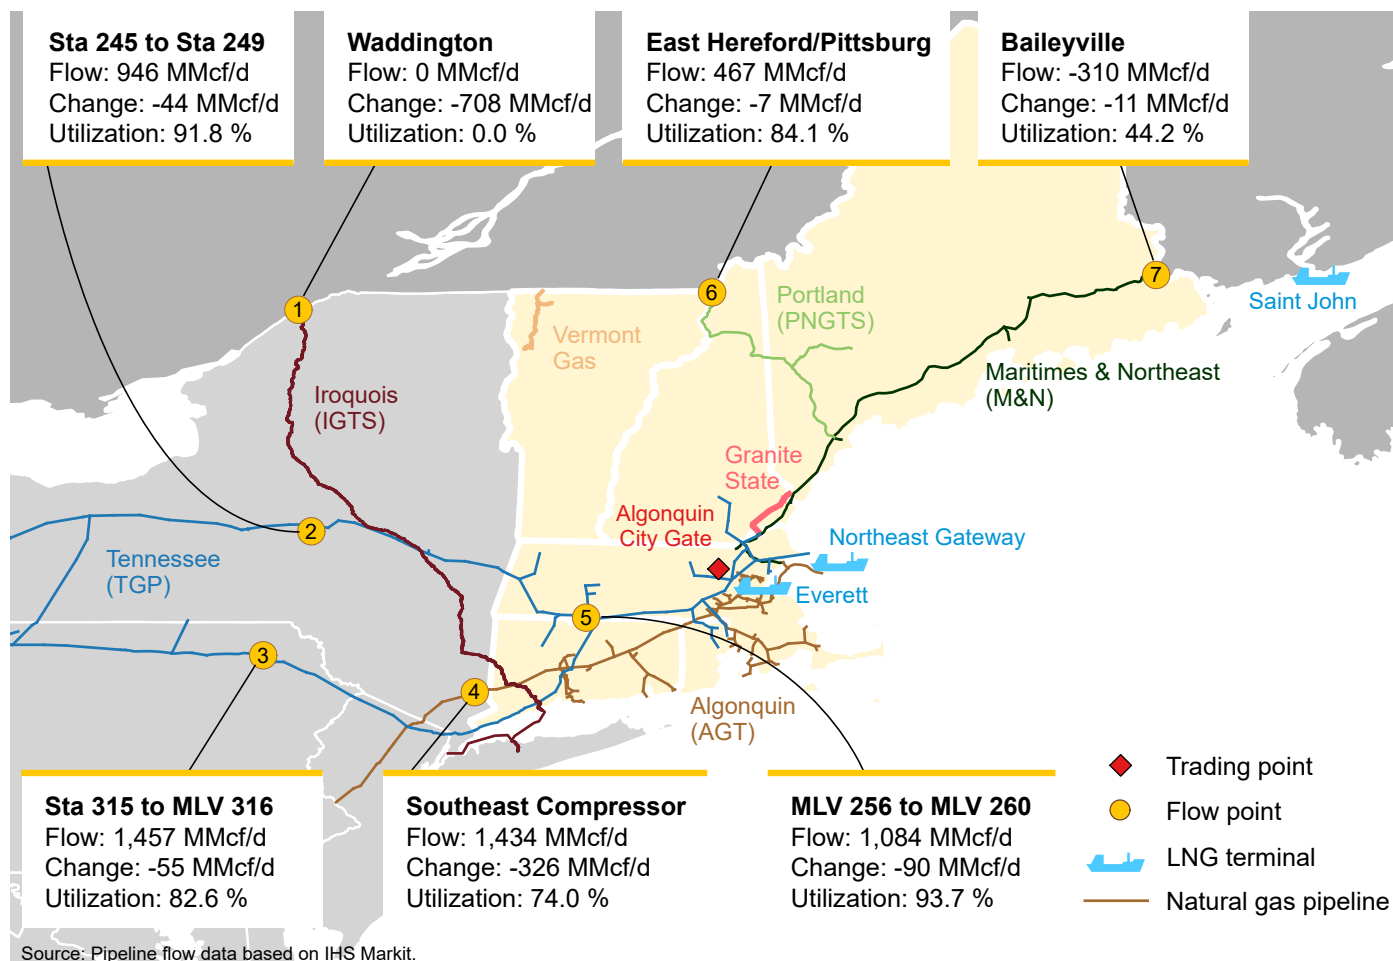 Sta 245 to Sta 249
Flow: 946 MMcf/d
Change: -44 MMcf/d
Utilization: 91.8 %
Waddington
Flow: 0 MMcf/d
Change: -708 MMcf/d
Utilization: 0.0 %
East Hereford/Pittsburg
Flow: 467 MMcf/d
Change: -7 MMcf/d
Utilization: 84.1 %
Baileyville
Flow: -310 MMcf/d
Change: -11 MMcf/d
Utilization: 44.2 %
1
6
7
Saint John
Portland
(PNGTS)
Vermont
Gas
Iroquois
(IGTS)
Maritimes & Northeast
(M&N)
Granite
State
Algonquin
City Gate
2
Northeast Gateway
Tennessee
(TGP)
Everett
5
3
4
Algonquin
(AGT)
Sta 315 to MLV 316
Flow: 1,457 MMcf/d
Change: -55 MMcf/d
Utilization: 82.6 %
Southeast Compressor
Flow: 1,434 MMcf/d
Change: -326 MMcf/d
Utilization: 74.0 %
MLV 256 to MLV 260
Flow: 1,084 MMcf/d
Change: -90 MMcf/d
Utilization: 93.7 %
Trading point
Flow point
LNG terminal
Natural gas pipeline
Source: Pipeline flow data based on IHS Markit.